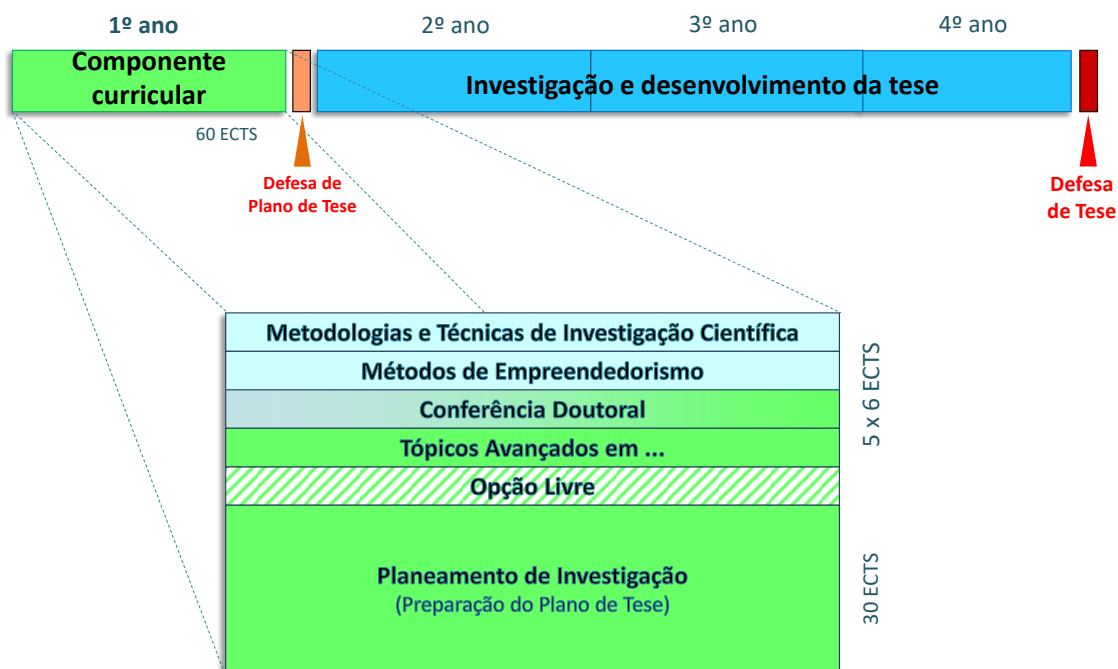 1º ano
2º ano
3º ano
4º ano
Componente
curricular
Investigação e desenvolvimento da tese
60 ECTS
Defesa de
Plano de Tese
Defesa
de Tese
Metodologias e Técnicas de Investigação Científica
Métodos de Empreendedorismo
Conferência Doutoral
Tópicos Avançados em ...
Opção Livre
5 x 6 ECTS
Planeamento de Investigação
(Preparação do Plano de Tese)
30 ECTS